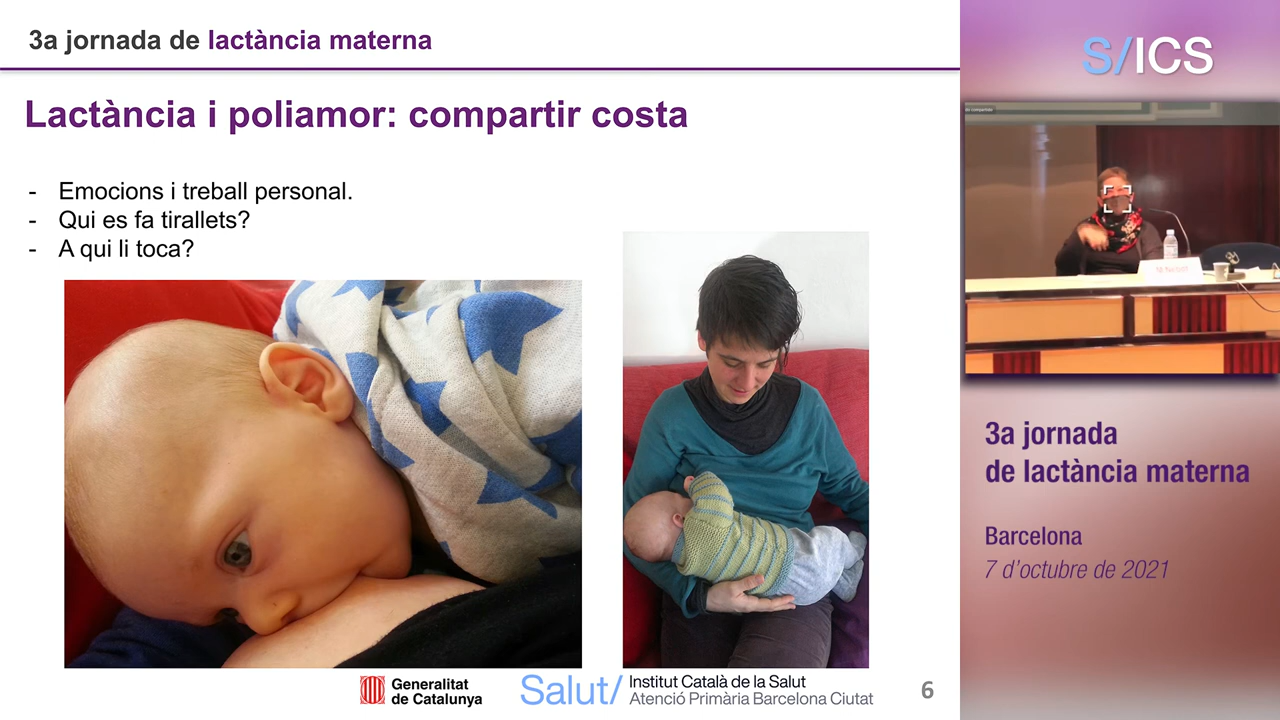 3a jornada de lactància materna
Lactància i poliamor: compartir costa
- Emocions i treball personal.
- Qui es fa tirallets?
- A qui li toca?
Generalitat
de Catalunya
Salut/
Institut Català de la Salut
Atenció Primària Barcelona Ciutat
6
S/ICS
3a jornada
de lactància materna
Barcelona
7 d'octubre de 2021